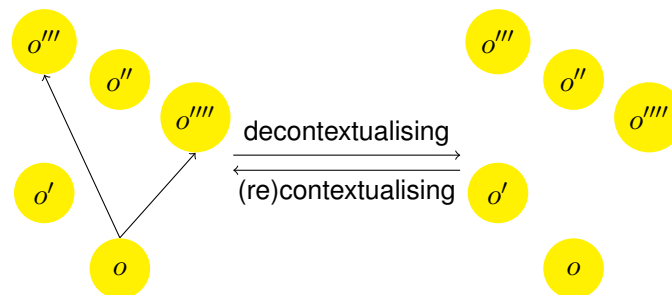 o′′′
o′′
o′′′′
o′
o
decontextualising
(re)contextualising
o′′′
o′′
o′′′′
o′
o